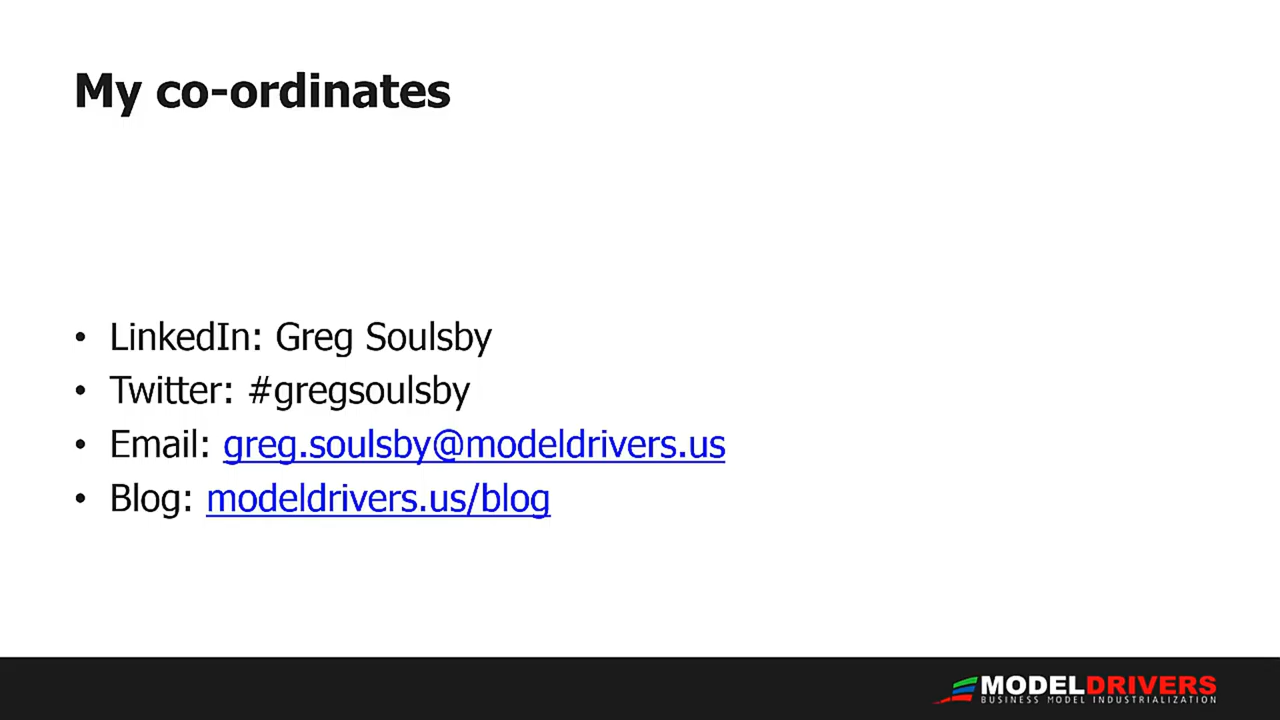 My co-ordinates
• LinkedIn: Greg Soulsby
• Twitter: #gregsoulsby
• Email: greg.soulsby@modeldrivers.us
• Blog: modeldrivers.us/blog
MODELDRIVERS
BUSINESS MODEL INDUSTRIALIZATION